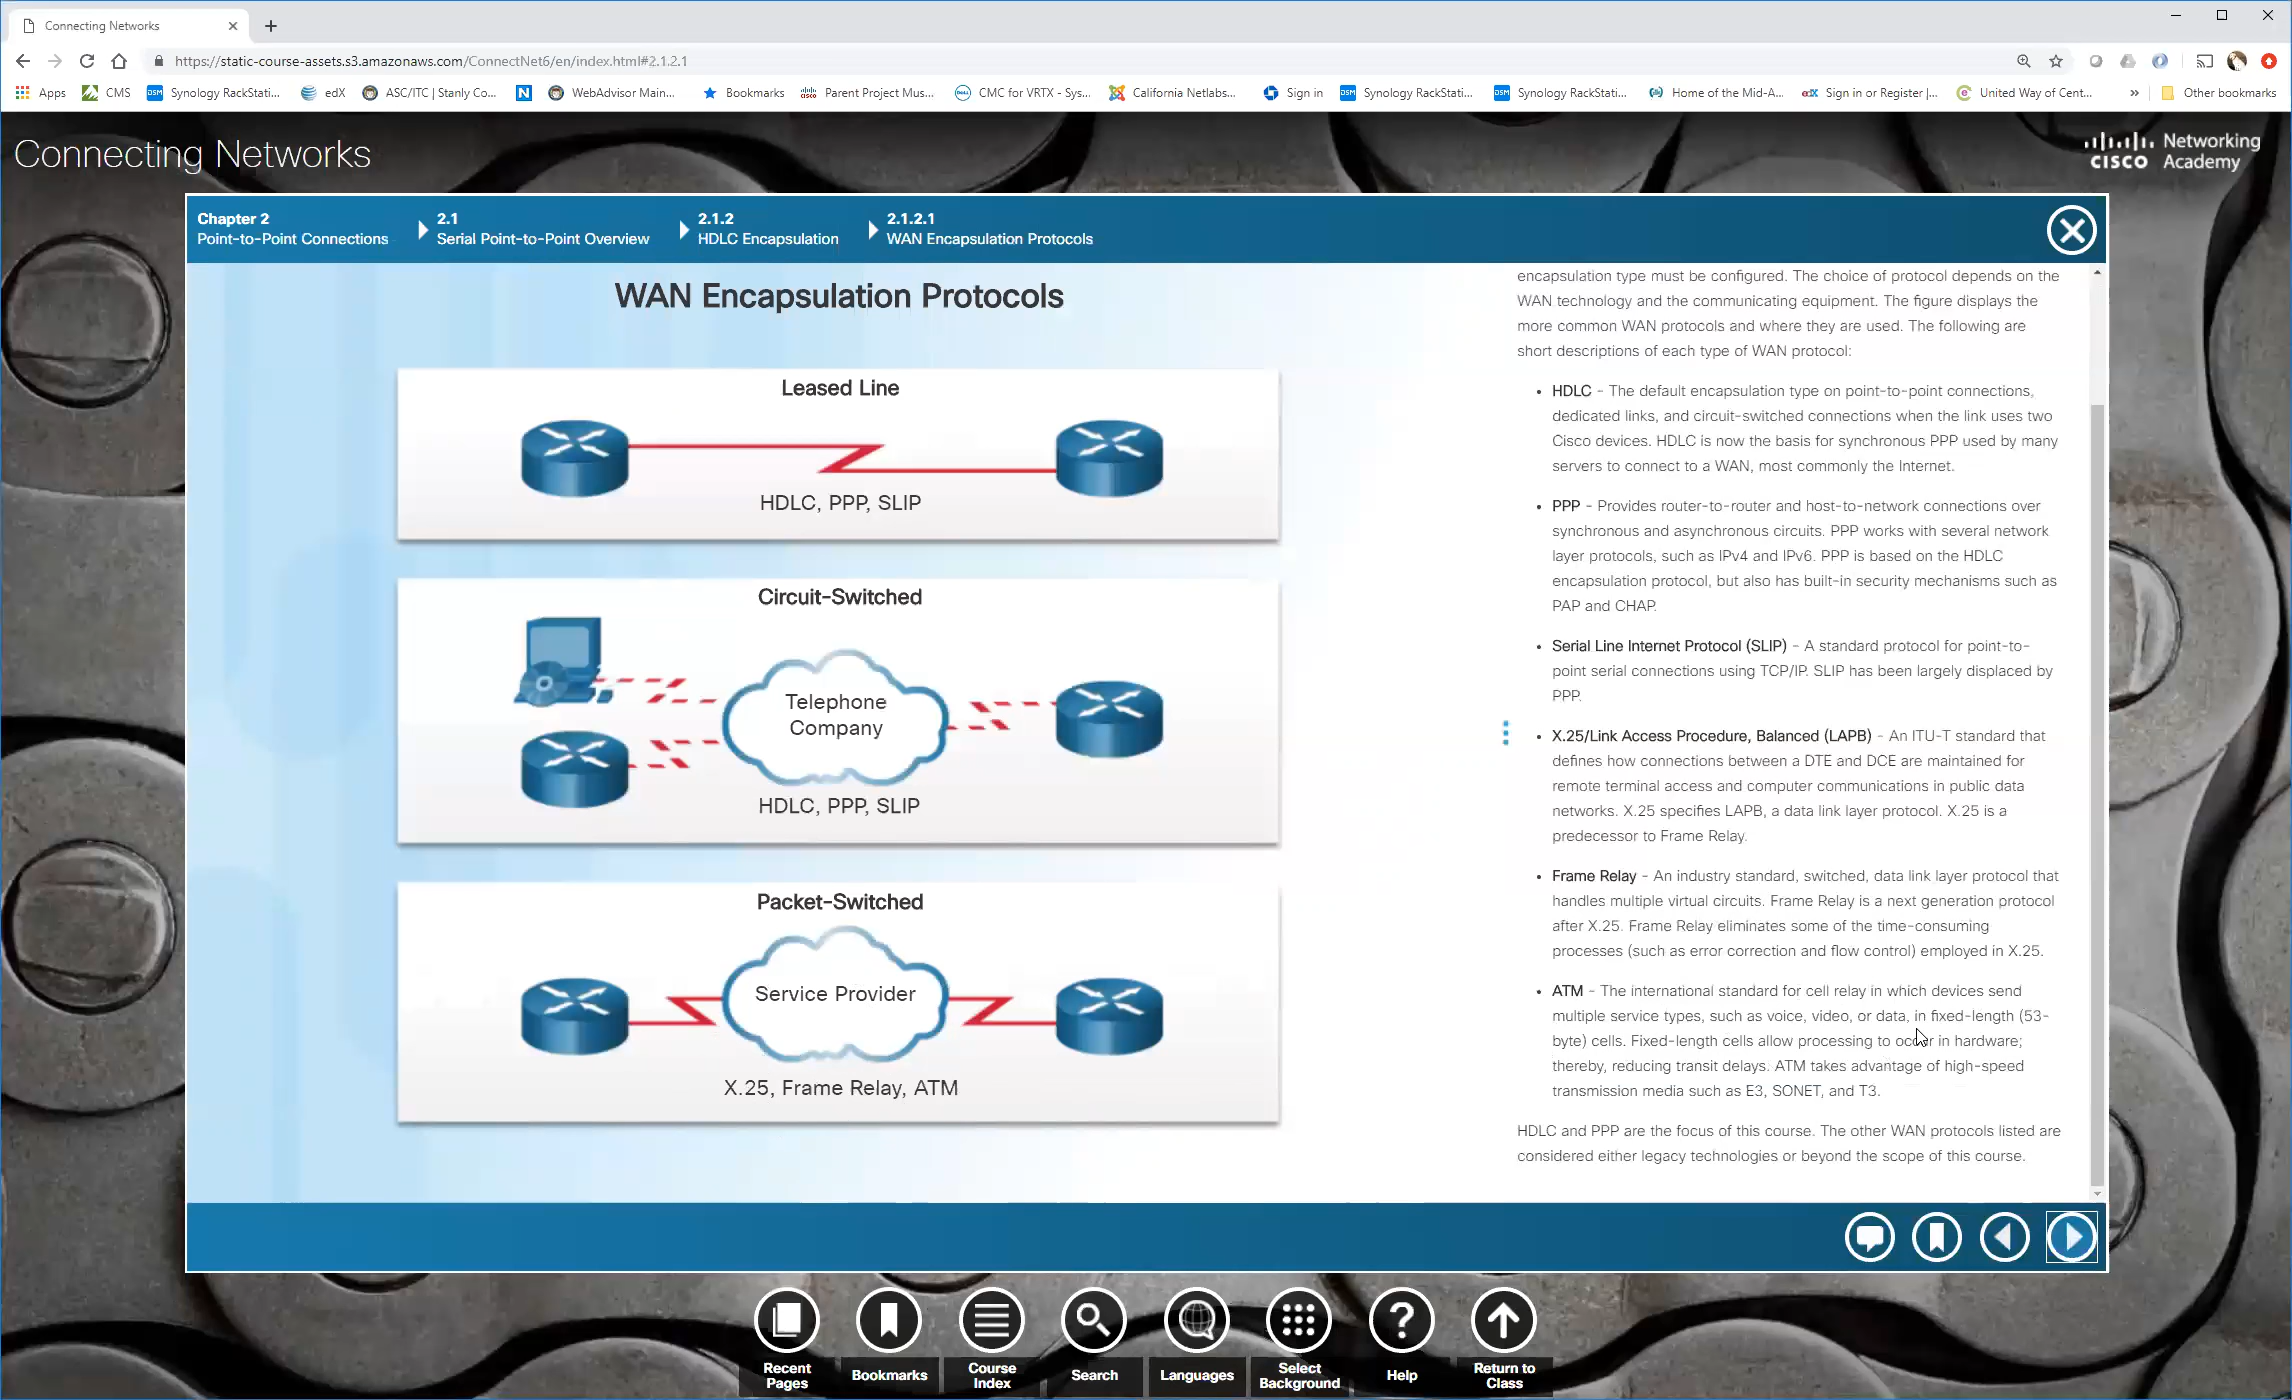 Connecting Networks
https://static-course-assets.s3.amazonaws.com/ConnectNet6/en/index.html#2.1.2.1
Apps
CMS
Synology RackStati...
edX
ASC/ITC | Stanly Co...
WebAdvisor Main...
Bookmarks
Parent Project Mus...
CMC for VRTX - Sys...
California Netlabs...
Sign in
Synology RackStati...
Synology RackStati...
Home of the Mid-A...
Sign in or Register |...
United Way of Cent...
»
Other bookmarks
Connecting Networks
CISCO
Networking
Academy
Chapter 2
Point-to-Point Connections
2.1
Serial Point-to-Point Overview
2.1.2
HDLC Encapsulation
2.1.2.1
WAN Encapsulation Protocols
WAN Encapsulation Protocols
Leased Line
HDLC, PPP, SLIP
Circuit-Switched
Telephone
Company
HDLC, PPP, SLIP
Packet-Switched
Service Provider
X.25, Frame Relay, ATM
encapsulation type must be configured. The choice of protocol depends on the
WAN technology and the communicating equipment. The figure displays the
more common WAN protocols and where they are used. The following are
short descriptions of each type of WAN protocol:
• HDLC - The default encapsulation type on point-to-point connections,
dedicated links, and circuit-switched connections when the link uses two
Cisco devices. HDLC is now the basis for synchronous PPP used by many
servers to connect to a WAN, most commonly the Internet.
• PPP - Provides router-to-router and host-to-network connections over
synchronous and asynchronous circuits. PPP works with several network
layer protocols, such as IPv4 and IPv6. PPP is based on the HDLC
encapsulation protocol, but also has built-in security mechanisms such as
PAP and CHAP.
• Serial Line Internet Protocol (SLIP) - A standard protocol for point-to-
point serial connections using TCP/IP. SLIP has been largely displaced by
PPP.
• X.25/Link Access Procedure, Balanced (LAPB) - An ITU-T standard that
defines how connections between a DTE and DCE are maintained for
remote terminal access and computer communications in public data
networks. X.25 specifies LAPB, a data link layer protocol. X.25 is a
predecessor to Frame Relay.
• Frame Relay - An industry standard, switched, data link layer protocol that
handles multiple virtual circuits. Frame Relay is a next generation protocol
after X.25. Frame Relay eliminates some of the time-consuming
processes (such as error correction and flow control) employed in X.25.
• ATM - The international standard for cell relay in which devices send
multiple service types, such as voice, video, or data, in fixed-length (53-
byte) cells. Fixed-length cells allow processing to occur in hardware;
thereby, reducing transit delays. ATM takes advantage of high-speed
transmission media such as E3, SONET, and T3.
HDLC and PPP are the focus of this course. The other WAN protocols listed are
considered either legacy technologies or beyond the scope of this course.
Recent
Pages
Bookmarks
Course
Index
Search
Languages
Select
Background
Help
Return to
Class